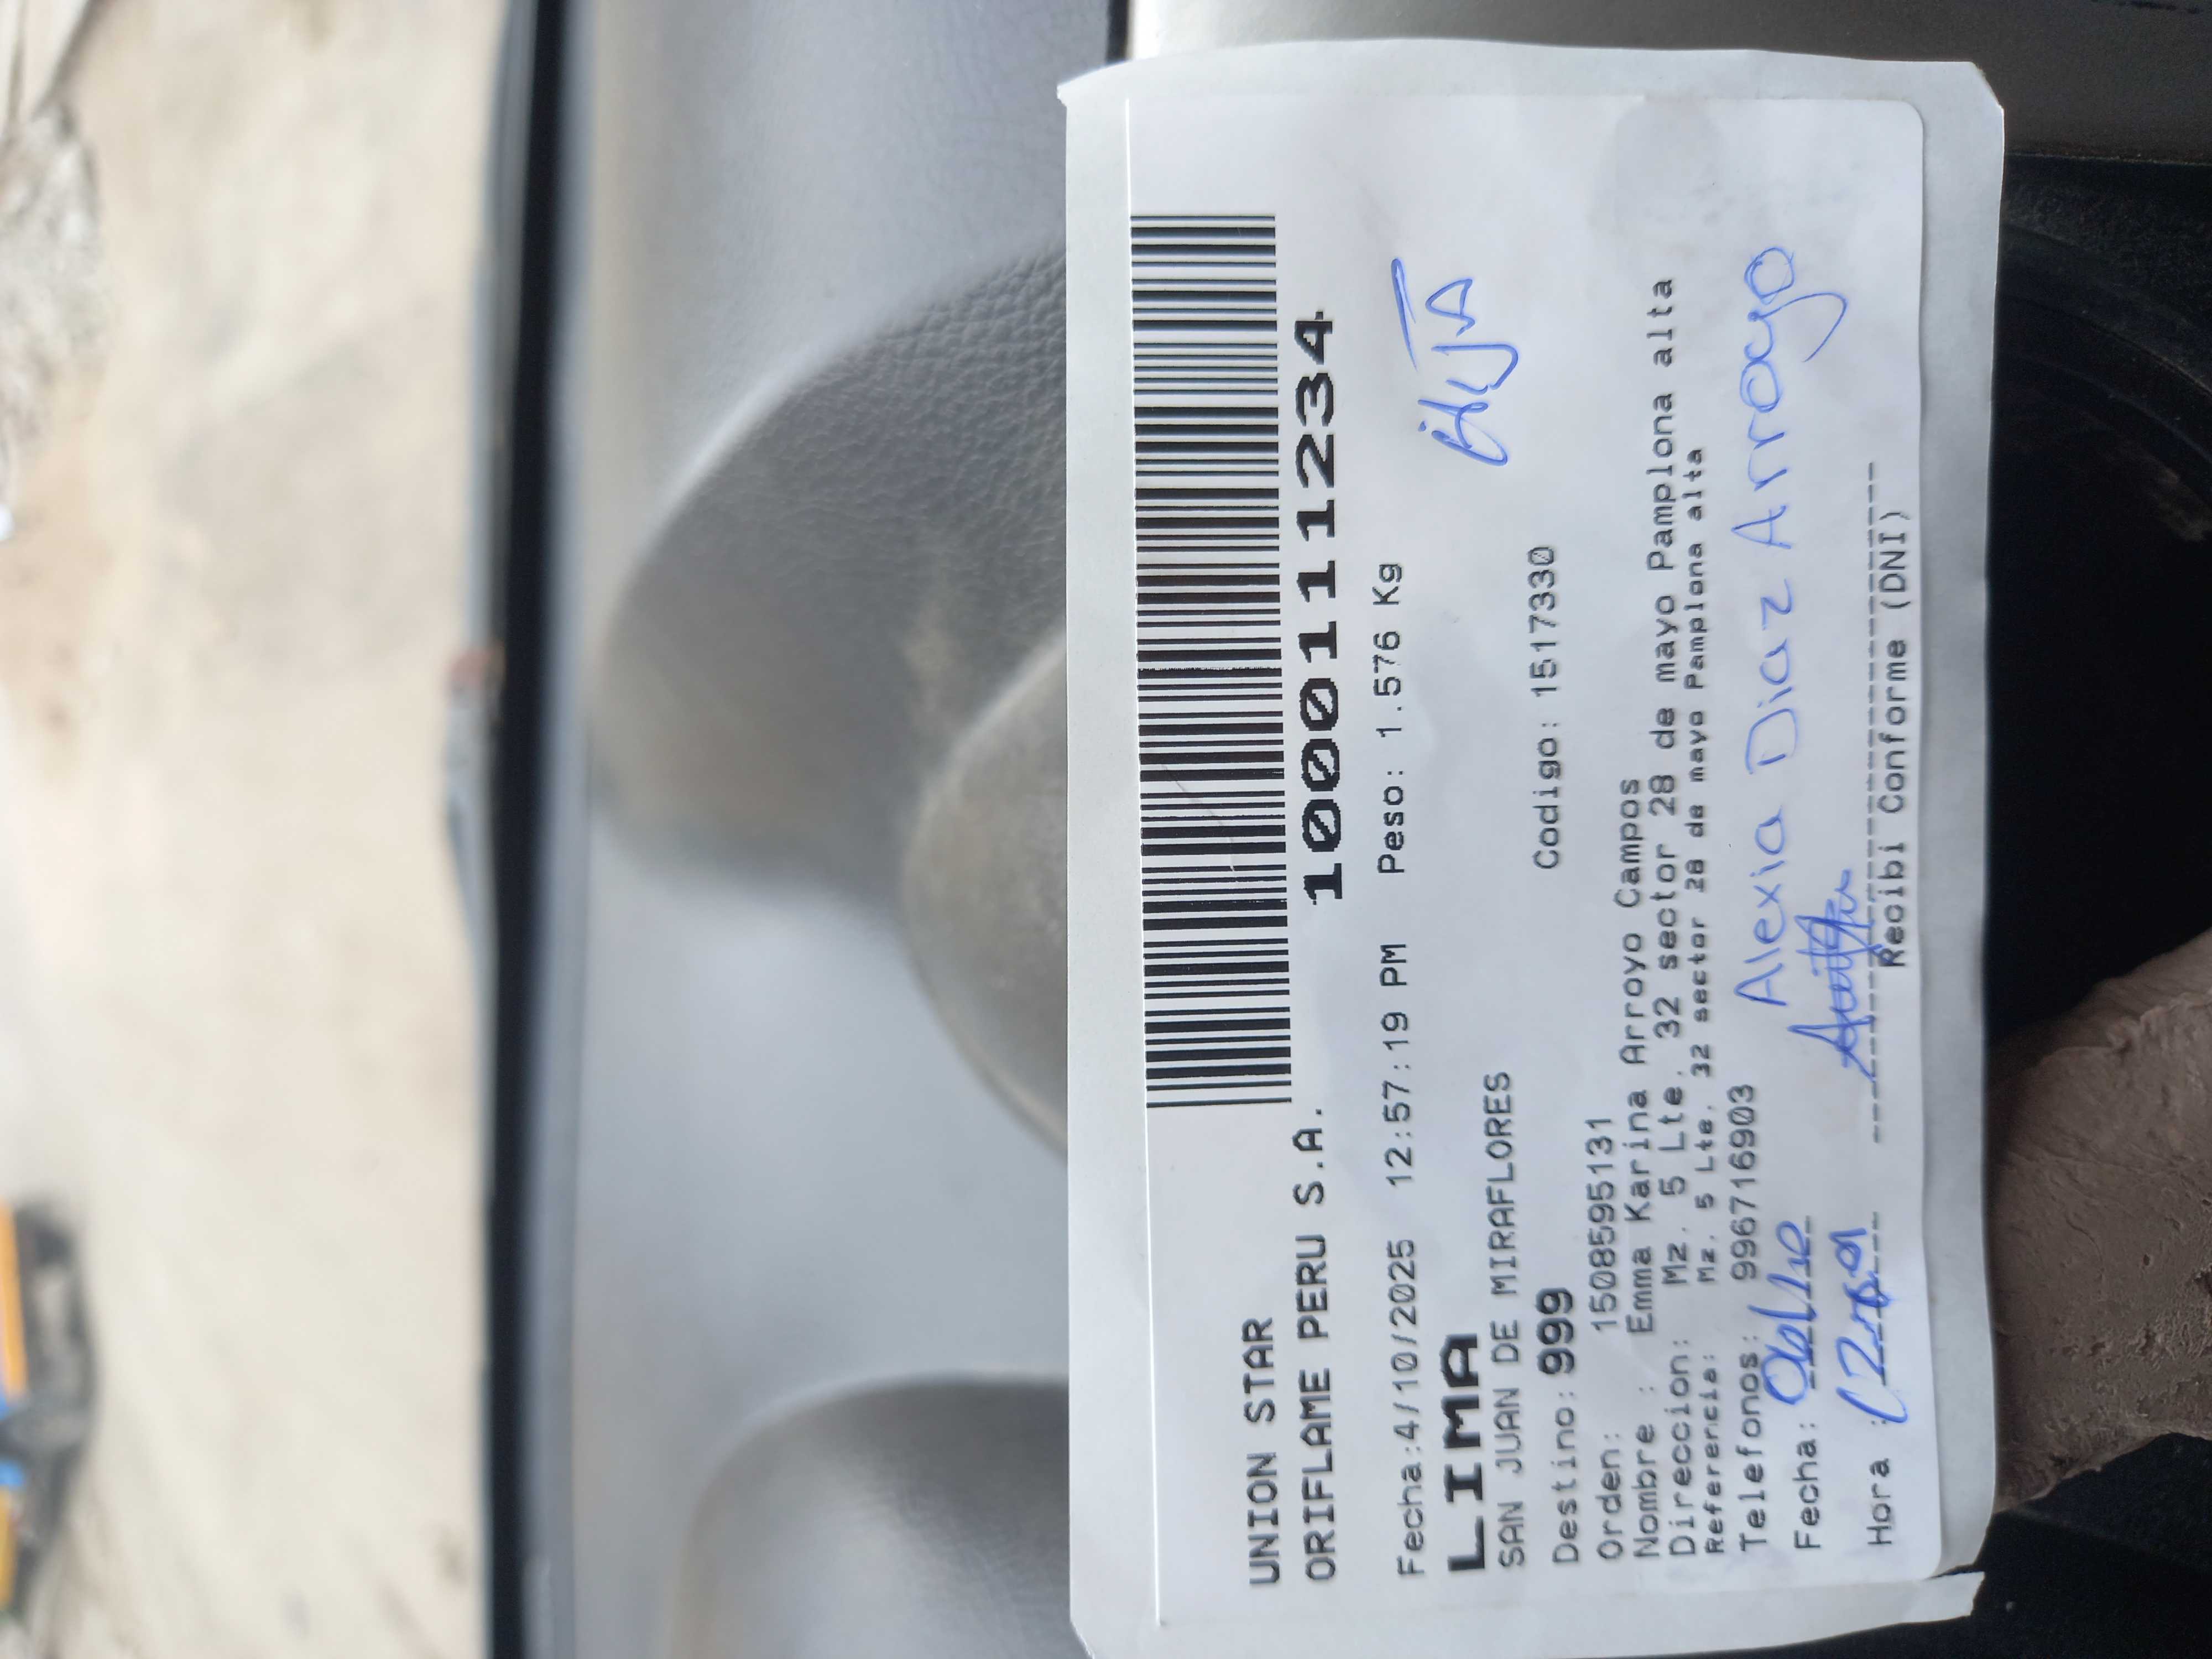 UNION STAR
ORIFLAME PERU S.A. 10001111234
Fecha:4/10/2025 12:57:19 PM Peso: 1.576 Kg
LIMA
SAN JUAN DE MIRAFLORES
Hija
Destino: 999 Codigo: 1517330
Orden: 1508595131
Nombre : Emma Karina Arroyo Campos
Direccion: Mz. 5 Lte. 32 sector 28 de mayo Pamplona alta
Referencia: Mz. 5 Lte. 32 sector 28 de mayo Pamplona alta
Telefonos: 996716903
Alexia Diaz Arroyo
Fecha:
Hora :
Recibi Conforme (DNI)